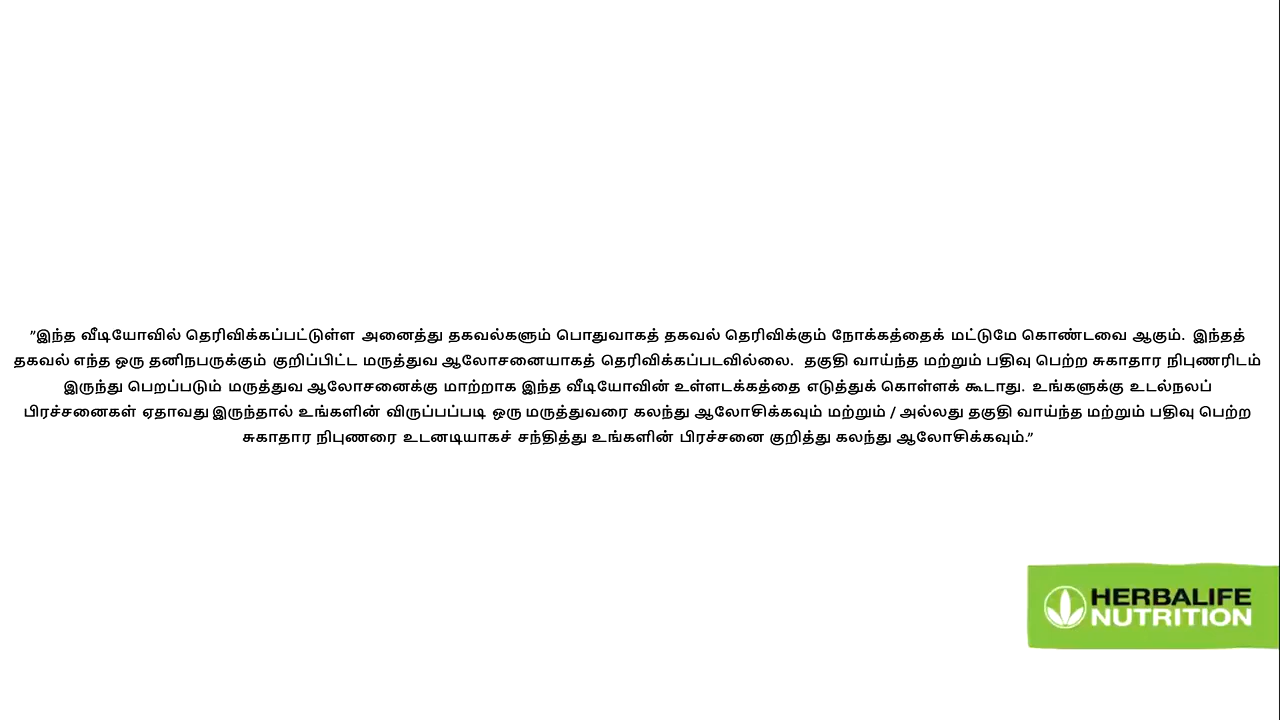 ”இந்த வீடியோவில் தெரிவிக்கப்பட்டுள்ள அனைத்து தகவல்களும் பொதுவாகத் தகவல் தெரிவிக்கும் நோக்கத்தைக் மட்டுமே கொண்டவை ஆகும். இந்தத்
தகவல் எந்த ஒரு தனிநபருக்கும் குறிப்பிட்ட மருத்துவ ஆலோசனையாகத் தெரிவிக்கப்படவில்லை. தகுதி வாய்ந்த மற்றும் பதிவு பெற்ற சுகாதார நிபுணரிடம்
இருந்து பெறப்படும் மருத்துவ ஆலோசனைக்கு மாற்றாக இந்த வீடியோவின் உள்ளடக்கத்தை எடுத்துக் கொள்ளக் கூடாது. உங்களுக்கு உடல்நலப்
பிரச்சனைகள் ஏதாவது இருந்தால் உங்களின் விருப்பப்படி ஒரு மருத்துவரை கலந்து ஆலோசிக்கவும் மற்றும் / அல்லது தகுதி வாய்ந்த மற்றும் பதிவு பெற்ற
சுகாதார நிபுணரை உடனடியாகச் சந்தித்து உங்களின் பிரச்சனை குறித்து கலந்து ஆலோசிக்கவும்.”
HERBALIFE
NUTRITION